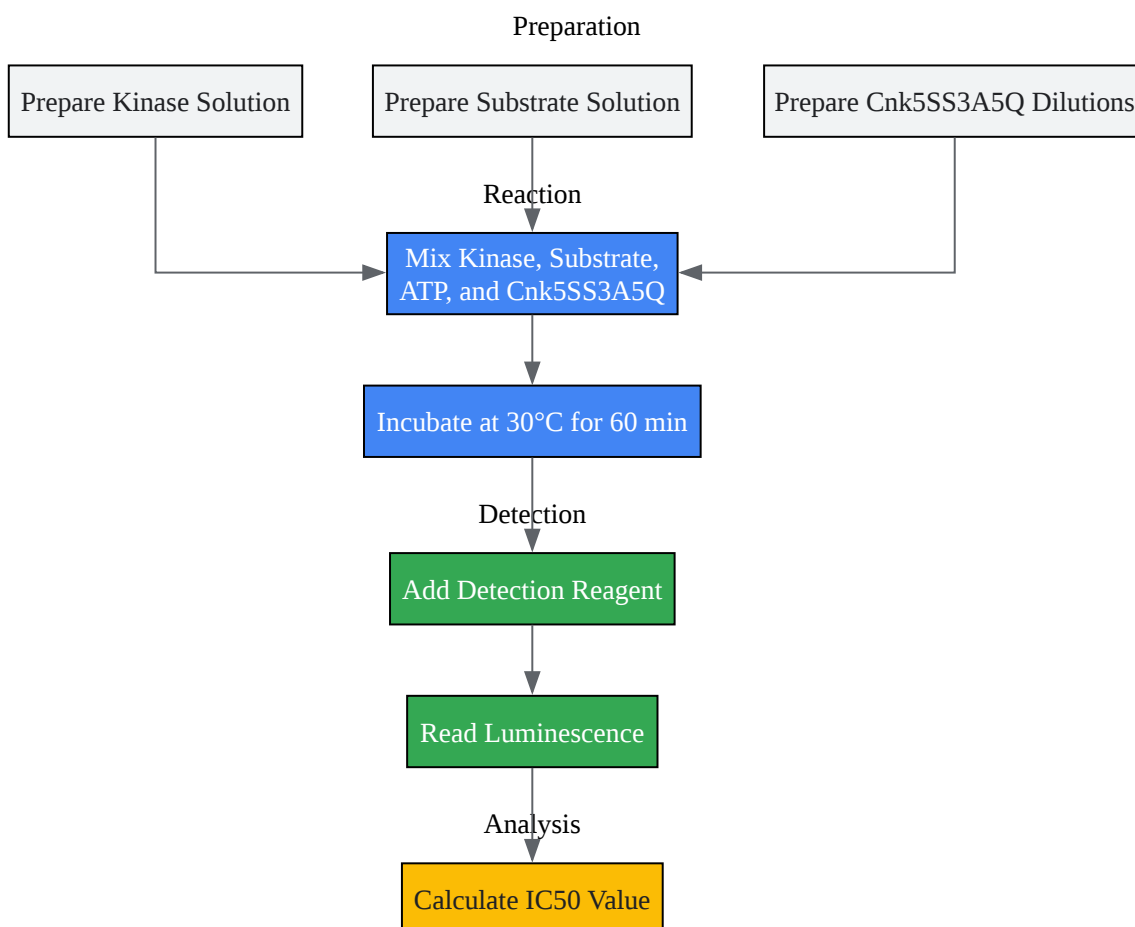 Preparation
Prepare Kinase Solution
Prepare Substrate Solution
Prepare Cnk5SS3A5Q Dilutions
Reaction
Mix Kinase, Substrate,
ATP, and Cnk5SS3A5Q
Incubate at 30°C for 60 min
Detection
Add Detection Reagent
Read Luminescence
Analysis
Calculate IC50 Value